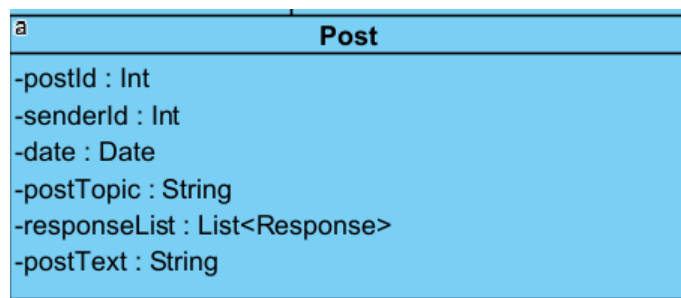 a
Post
-postId : Int
-senderId : Int
-date : Date
-postTopic : String
-responseList : List<Response>
-postText : String